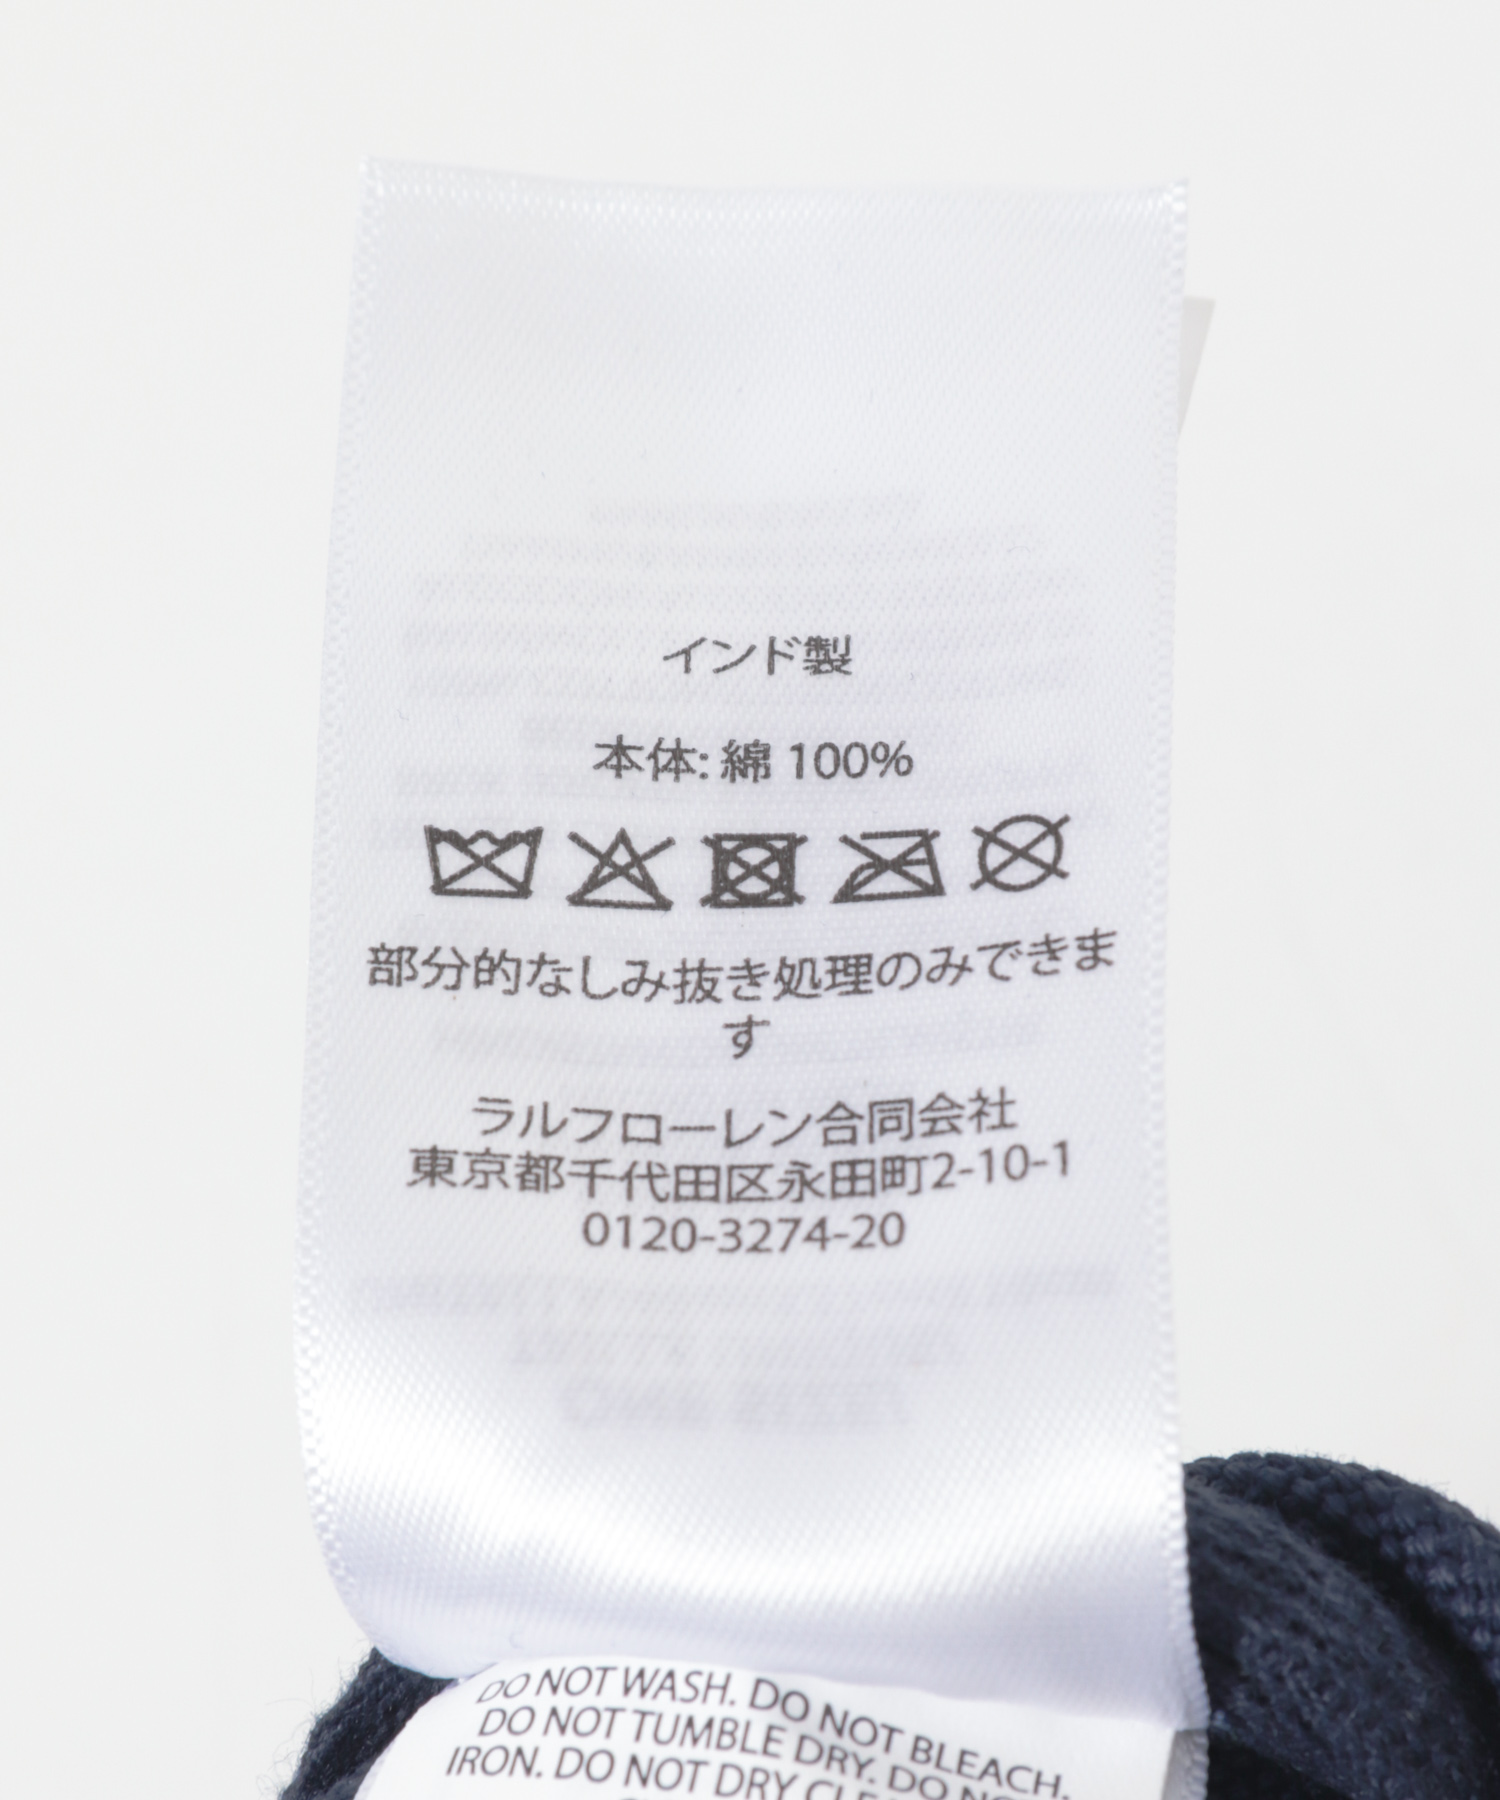 インド製
本体: 綿 100%
部分的なしみ抜き処理のみできま
す
ラルフローレン合同会社
東京都千代田区永田町2-10-1
0120-3274-20
DO NOT WASH. DO NOT BLEACH.
DO NOT TUMBLE DRY. DO
IRON. DO NOT DRY